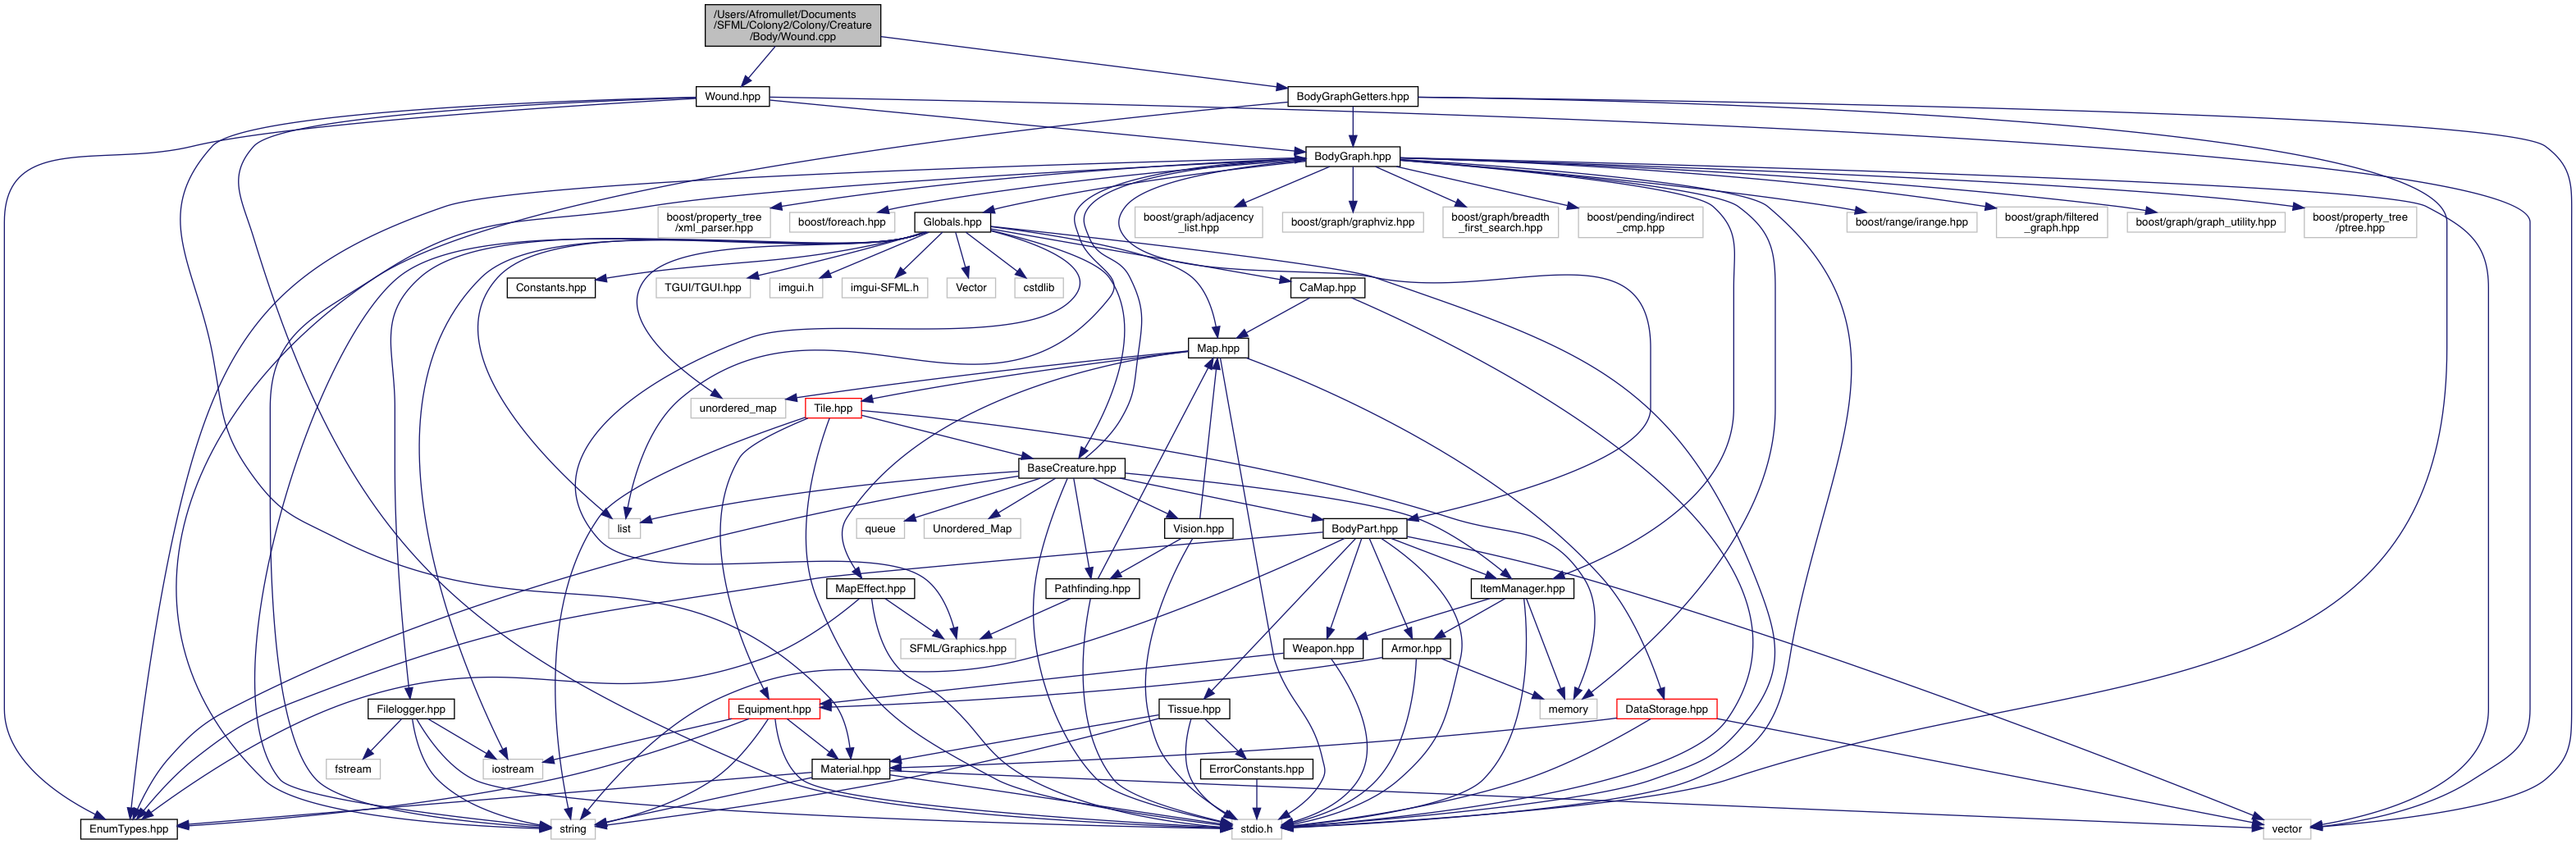 /Users/Afromullet/Documents
/SFML/Colony2/Colony/Creature
/Body/Wound.cpp
Wound.hpp
BodyGraphGetters.hpp
BodyGraph.hpp
boost/property_tree
/xml_parser.hpp
boost/foreach.hpp
Globals.hpp
boost/graph/adjacency
_list.hpp
boost/graph/graphviz.hpp
boost/graph/breadth
_first_search.hpp
boost/pending/indirect
_cmp.hpp
boost/range/irange.hpp
boost/graph/filtered
_graph.hpp
boost/graph/graph_utility.hpp
boost/property_tree
/ptree.hpp
Constants.hpp
TGUI/TGUI.hpp
imgui.h
imgui-SFML.h
Vector
cstdlib
CaMap.hpp
Map.hpp
unordered_map
Tile.hpp
BaseCreature.hpp
list
queue
Unordered_Map
Vision.hpp
BodyPart.hpp
MapEffect.hpp
Pathfinding.hpp
ItemManager.hpp
SFML/Graphics.hpp
Weapon.hpp
Armor.hpp
Filelogger.hpp
Equipment.hpp
Tissue.hpp
memory
DataStorage.hpp
fstream
iostream
Material.hpp
ErrorConstants.hpp
EnumTypes.hpp
string
stdio.h
vector